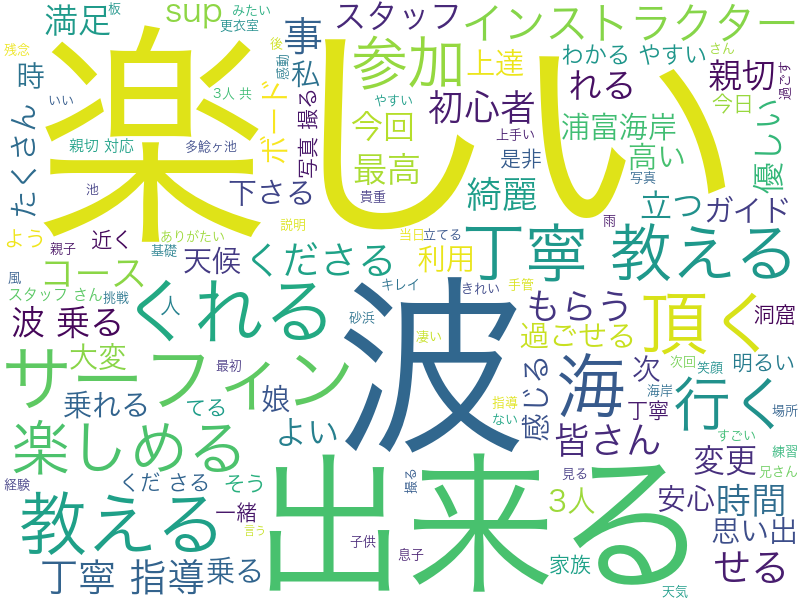 満足
sup
板
みたい
更衣室
スタッフ
インストラクター
残念
時
楽しい
事
私
後
感動
参加
上達
わかる
やすい
さん
親切
過ごす
いい
たくさん
3人 共
ボード
写真 撮る
れる
やすい
初心者
今日
親切 対応
多鯰ヶ池
今回
浦富海岸
上手い
優しい
最高
是非
高い
池
下さる
貴重
綺麗
写真
立つ
ガイド
よう
親子
ありがたい
基礎
近く
説明
天候
くださる
当日
立てる
雨
利用
丁寧 教える
風
コース
スタッフ さん
挑戦
人
くれる
キレイ
きれい
手管
もらう
頂く
洞窟
波 乗る
砂浜
波
凄い
過ごせる
大変
サーフィン
最初
海
感じる
次
次回
笑顔
明るい
乗れる
てる
娘
指導
ない
丁寧
海岸
行く
場所
楽しめる
よい
皆さん
すごい
変更
練習
兄さん
経験
くだ さる
そう
出来る
撮る
見る
3人
安心
時間
教える
一緒
言う
思い出
丁寧 指導
乗る
子供
息子
家族
せる
天気